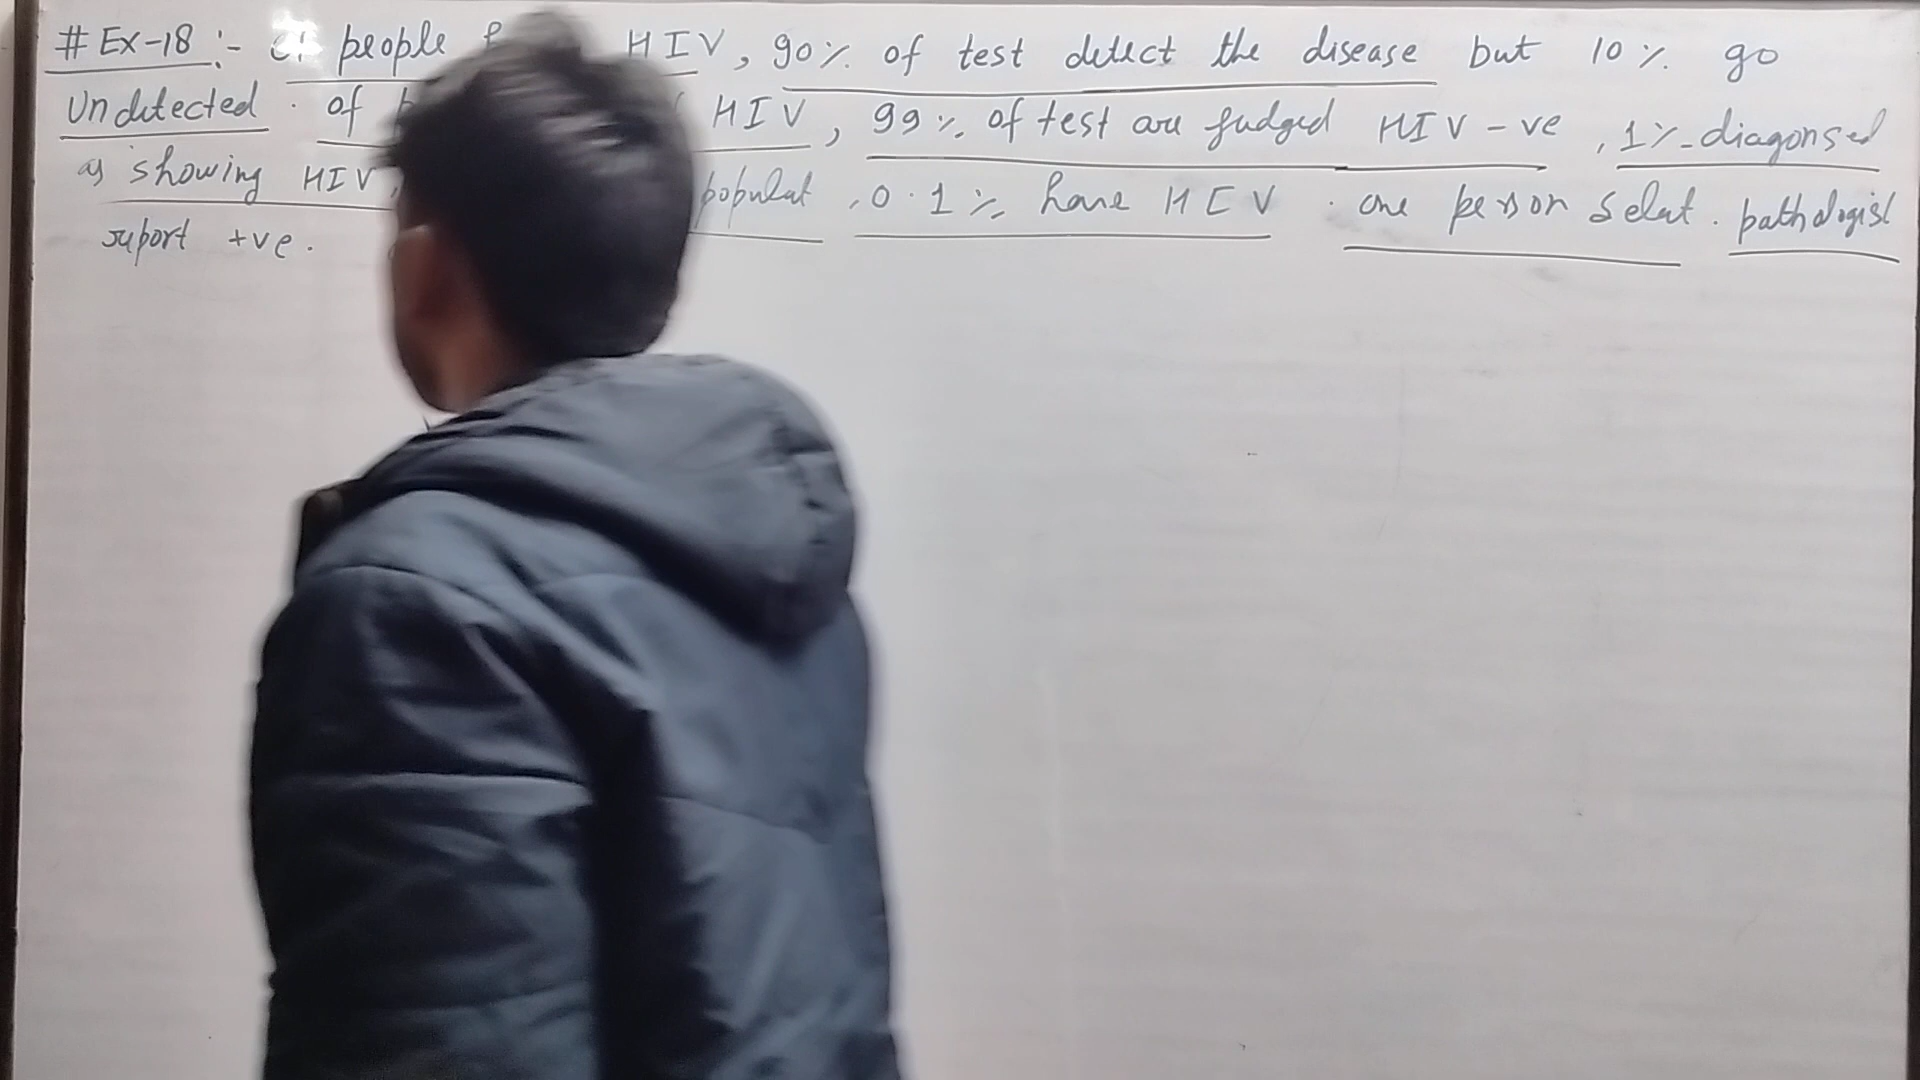 # Ex-18 :- people HIV, 90% of test detect the disease but 10% go
undetected. of HIV, 99% of test are judged HIV -ve, 1% diagonsed
as showing HIV, populat, 0.1% have HIV. one person selct. pathologist
report +ve.